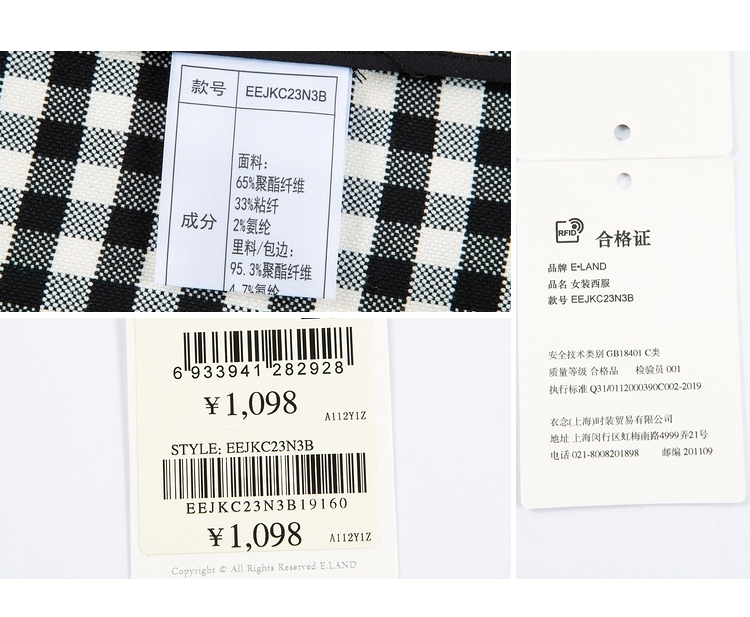 款号 EEJKC23N3B
成分
面料:
65%聚酯纤维
33%粘纤
2%氨纶
里料/包边:
95.3%聚酯纤维
4.7%氨纶
6 933941 282928
¥1,098
A112Y1Z
STYLE: EEJKC23N3B
EEJKC23N3B19160
¥1,098
A112Y1Z
Copyright © All Rights Reserved E.LAND
RFID
合格证
品牌 E·LAND
品名 女装西服
款号 EEJKC23N3B
安全技术类别 GB18401 C类
质量等级 合格品 检验员 001
执行标准 Q31/0112000390C002-2019
衣念(上海)时装贸易有限公司
地址 上海闵行区虹梅南路4999弄21号
电话 021-8008201898 邮编 201109